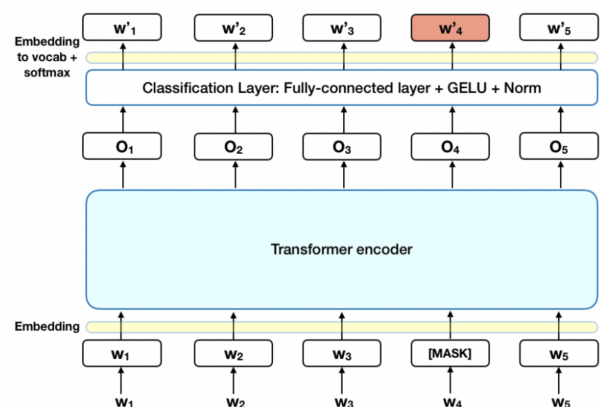 w'1 w'2 w'3 w'4 w'5
Embedding
to vocab +
softmax
Classification Layer: Fully-connected layer + GELU + Norm
O1 O2 O3 O4 O5
Transformer encoder
Embedding
w1 w2 w3 [MASK] w5
w1 w2 w3 w4 w5